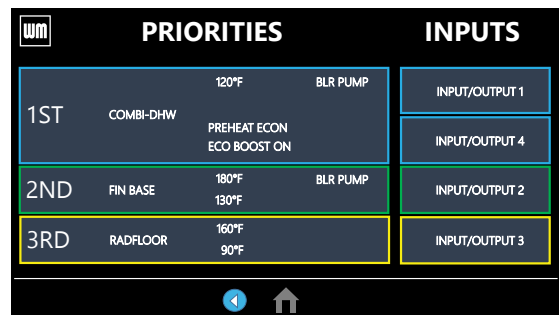 wm PRIORITIES INPUTS
120°F BLR PUMP INPUT/OUTPUT 1
1ST COMBI-DHW
PREHEAT ECON
ECO BOOST ON INPUT/OUTPUT 4
2ND FIN BASE 180°F BLR PUMP INPUT/OUTPUT 2
130°F
3RD RADFLOOR 160°F INPUT/OUTPUT 3
90°F